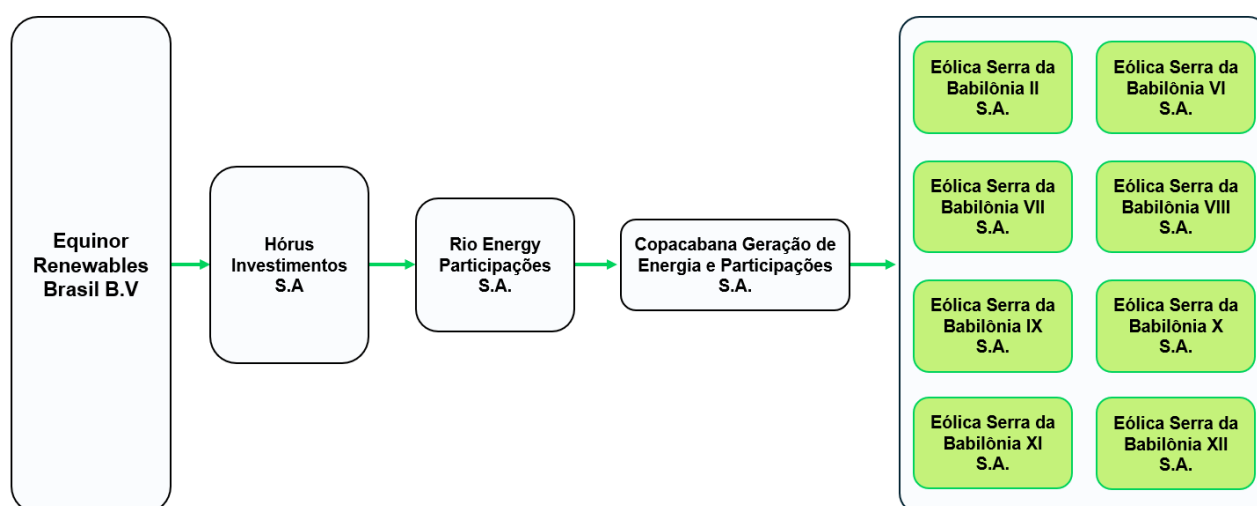 Equinor
Renewables
Brasil B.V
Hórus
Investimentos
S.A
Rio Energy
Participações
S.A.
Copacabana Geração de
Energia e Participações
S.A.
Eólica Serra da
Babilônia II
S.A.
Eólica Serra da
Babilônia VI
S.A.
Eólica Serra da
Babilônia VII
S.A.
Eólica Serra da
Babilônia VIII
S.A.
Eólica Serra da
Babilônia IX
S.A.
Eólica Serra da
Babilônia X
S.A.
Eólica Serra da
Babilônia XI
S.A.
Eólica Serra da
Babilônia XII
S.A.